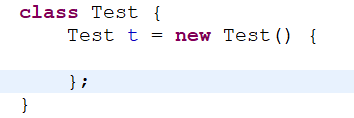 class Test {
    Test t = new Test() {

    };
}